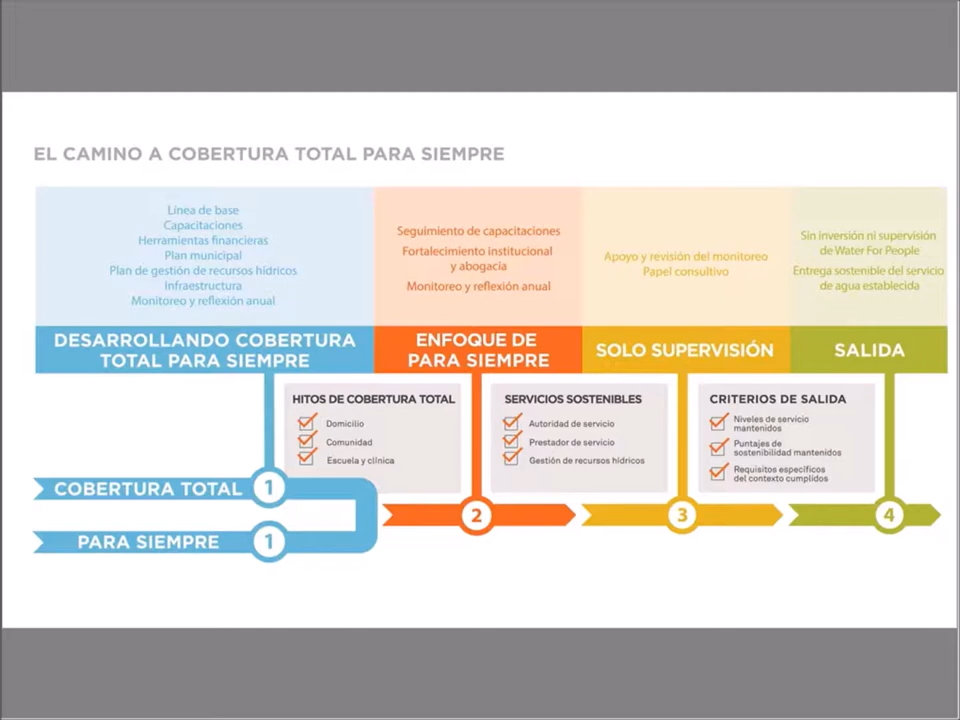 EL CAMINO A COBERTURA TOTAL PARA SIEMPRE
Línea de base
Capacitaciones
Herramientas financieras
Plan municipal
Plan de gestión de recursos hídricos
Infraestructura
Monitoreo y reflexión anual
DESARROLLANDO COBERTURA
TOTAL PARA SIEMPRE
Seguimiento de capacitaciones
Fortalecimiento institucional
y abogacía
Monitoreo y reflexión anual
ENFOQUE DE
PARA SIEMPRE
Apoyo y revisión del monitoreo
Papel consultivo
SOLO SUPERVISIÓN
Sin inversión ni supervisión
de Water For People
Entrega sostenible del servicio
de agua establecida
SALIDA
HITOS DE COBERTURA TOTAL
Domicilio
Comunidad
Escuela y clínica
SERVICIOS SOSTENIBLES
Autoridad de servicio
Prestador de servicio
Gestión de recursos hídricos
CRITERIOS DE SALIDA
Niveles de servicio
mantenidos
Puntajes de
sostenibilidad mantenidos
Requisitos específicos
del contexto cumplidos
COBERTURA TOTAL 1
PARA SIEMPRE 1
2
3
4